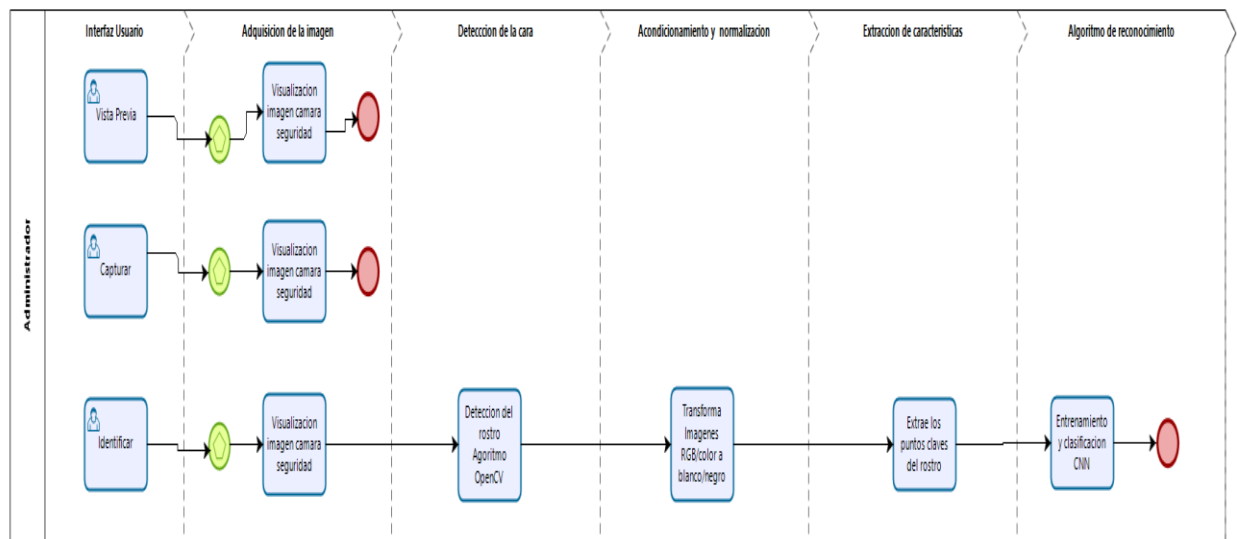 Interfaz Usuario
Adquisicion de la imagen
Detecccion de la cara
Acondicionamiento y normalizacion
Extraccion de caracteristicas
Algoritmo de reconocimiento
Administrador
Vista Previa
Visualizacion
imagen camara
seguridad
Capturar
Visualizacion
imagen camara
seguridad
Identificar
Visualizacion
imagen camara
seguridad
Deteccion del
rostro
Agoritmo
OpenCV
Transforma
Imagenes
RGB/color a
blanco/negro
Extrae los
puntos claves
del rostro
Entrenamiento
y clasificacion
CNN